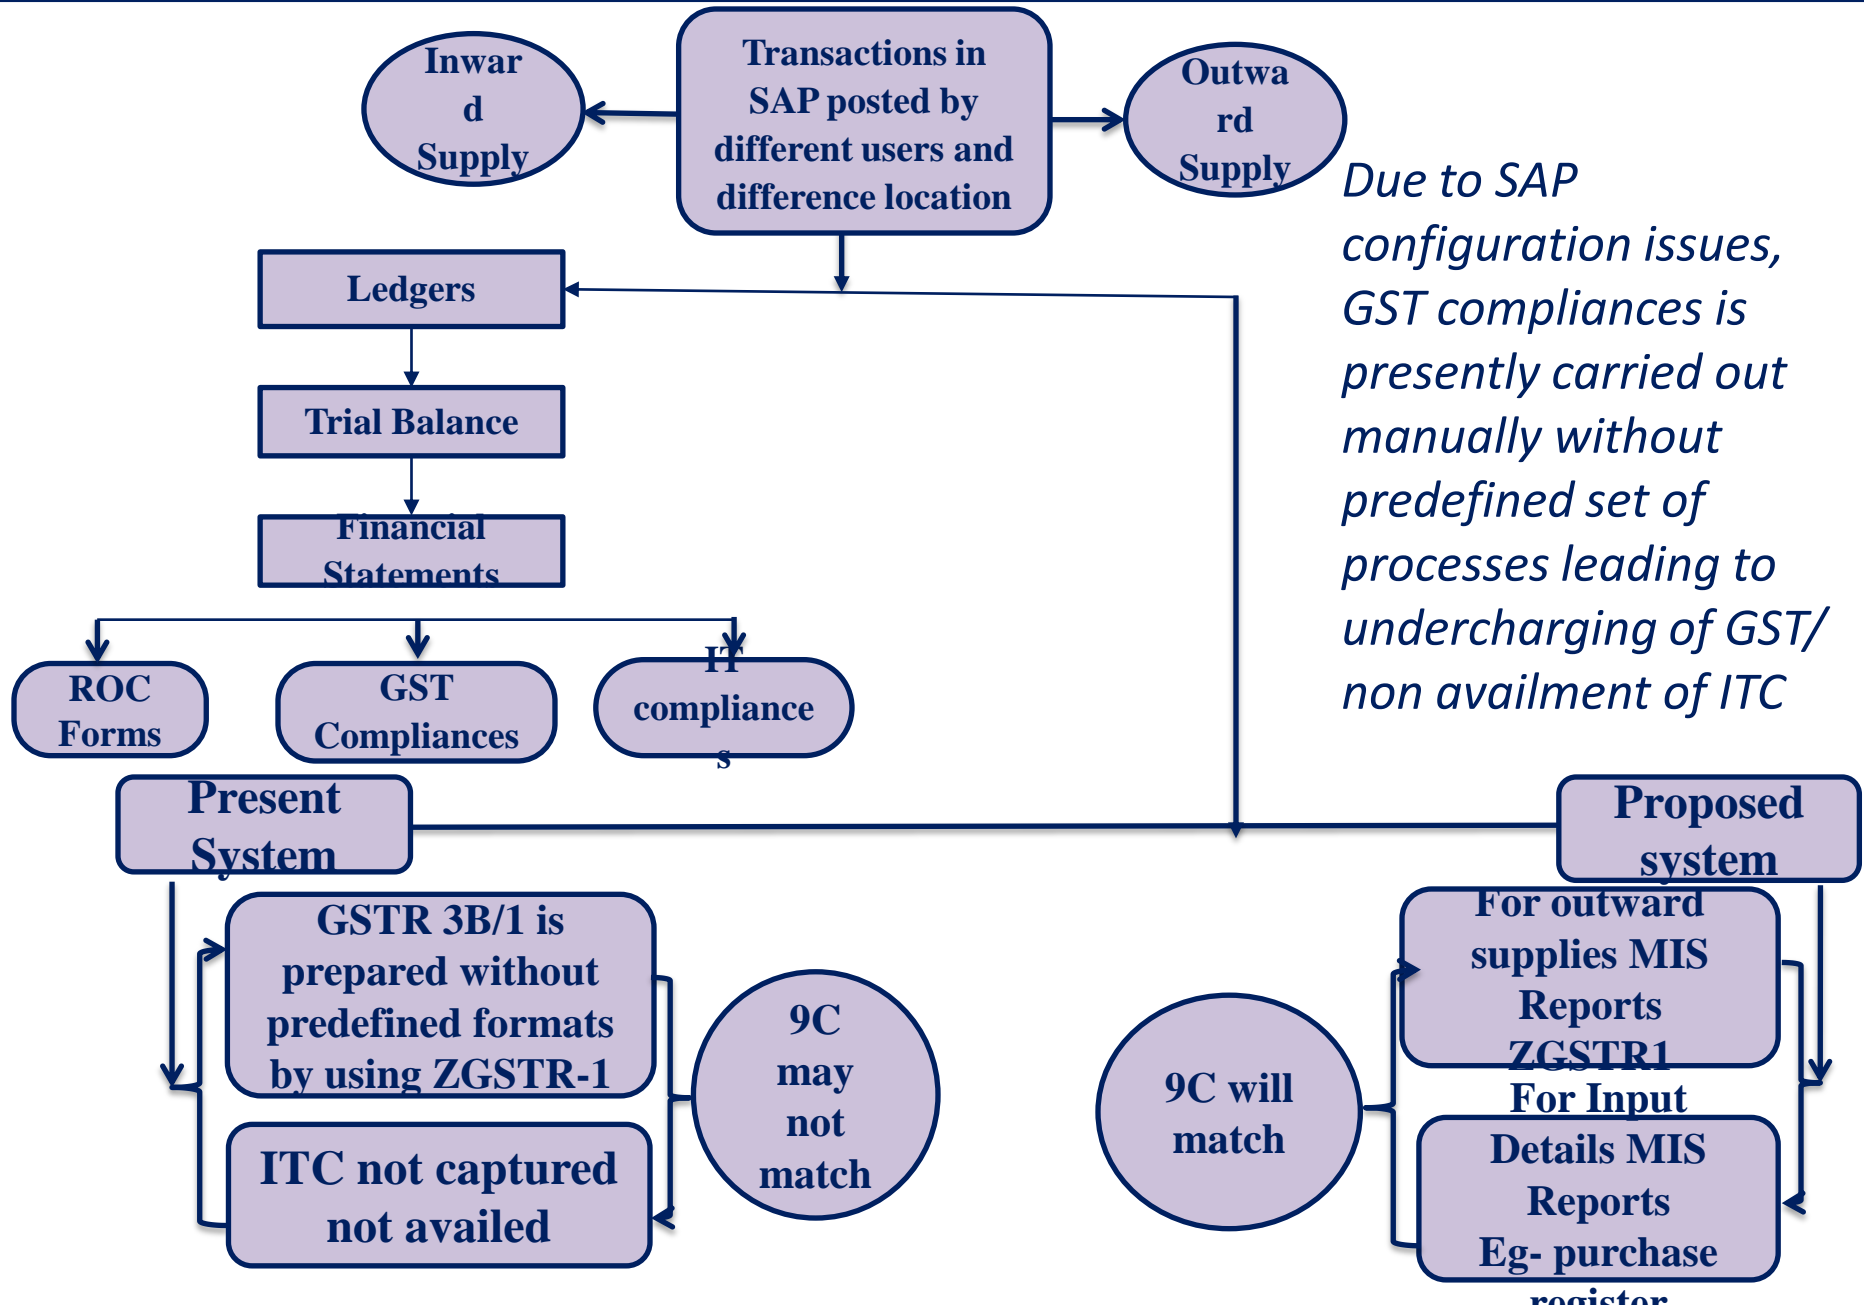 Inwar
d
Supply
Transactions in
SAP posted by
different users and
difference location
Outwa
rd
Supply
Due to SAP
configuration issues,
GST compliances is
presently carried out
manually without
predefined set of
processes leading to
undercharging of GST/
non availment of ITC
Ledgers
Trial Balance
Financial
Statements
ROC
Forms
GST
Compliances
IT
compliance
s
Present
System
Proposed
system
GSTR 3B/1 is
prepared without
predefined formats
by using ZGSTR-1
ITC not captured
not availed
9C
may
not
match
9C will
match
For outward
supplies MIS
Reports
ZGSTR1
For Input
Details MIS
Reports
Eg- purchase
register